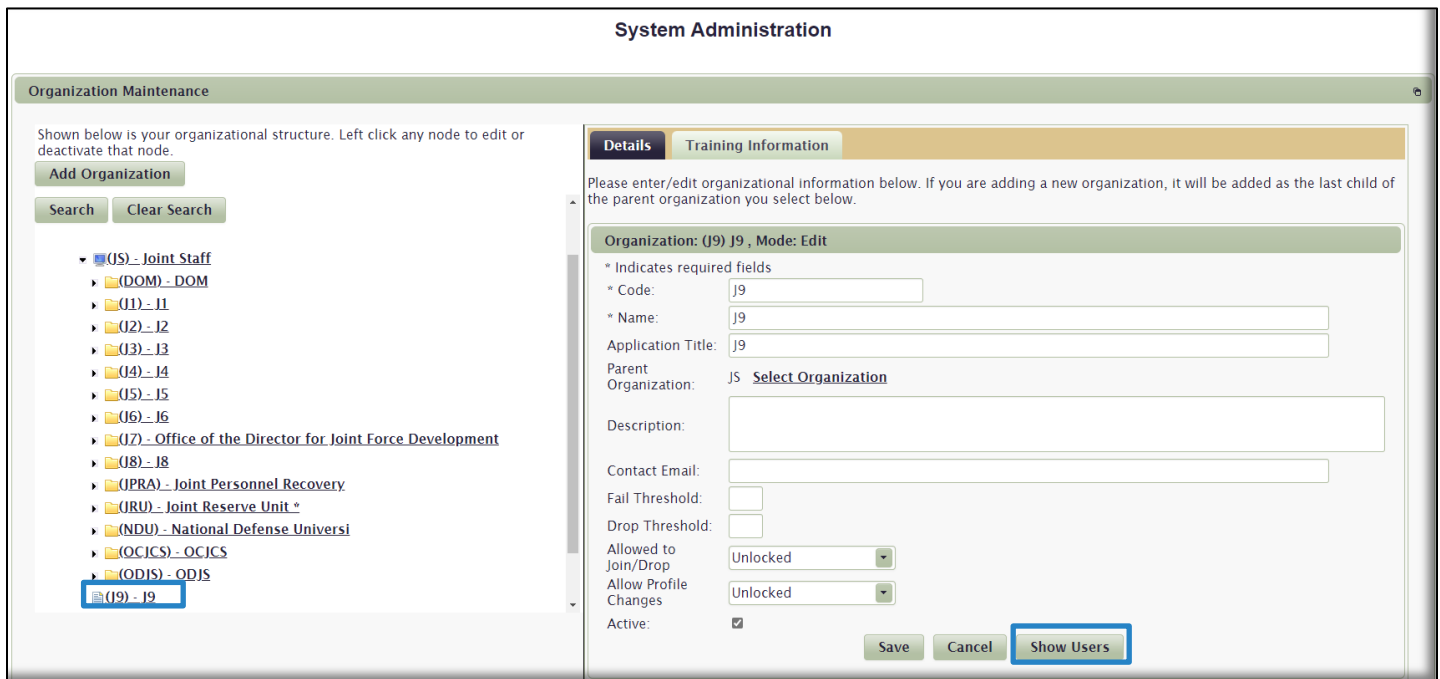 System Administration
Organization Maintenance
Shown below is your organizational structure. Left click any node to edit or
deactivate that node.
Add Organization
Search Clear Search
(JS) - Joint Staff
(DOM) - DOM
(J1) - J1
(J2) - J2
(J3) - J3
(J4) - J4
(J5) - J5
(J6) - J6
(J7) - Office of the Director for Joint Force Development
(J8) - J8
(JPRA) - Joint Personnel Recovery
(JRU) - Joint Reserve Unit *
(NDU) - National Defense Universi
(OCJCS) - OCJCS
(ODJS) - ODJS
(J9) - J9
Details Training Information
Please enter/edit organizational information below. If you are adding a new organization, it will be added as the last child of
the parent organization you select below.
Organization: (J9) J9 , Mode: Edit
* Indicates required fields
* Code: J9
* Name: J9
Application Title: J9
Parent
Organization: JS Select Organization
Description:
Contact Email:
Fail Threshold:
Drop Threshold:
Allowed to
Join/Drop Unlocked
Allow Profile
Changes Unlocked
Active:
Save Cancel Show Users